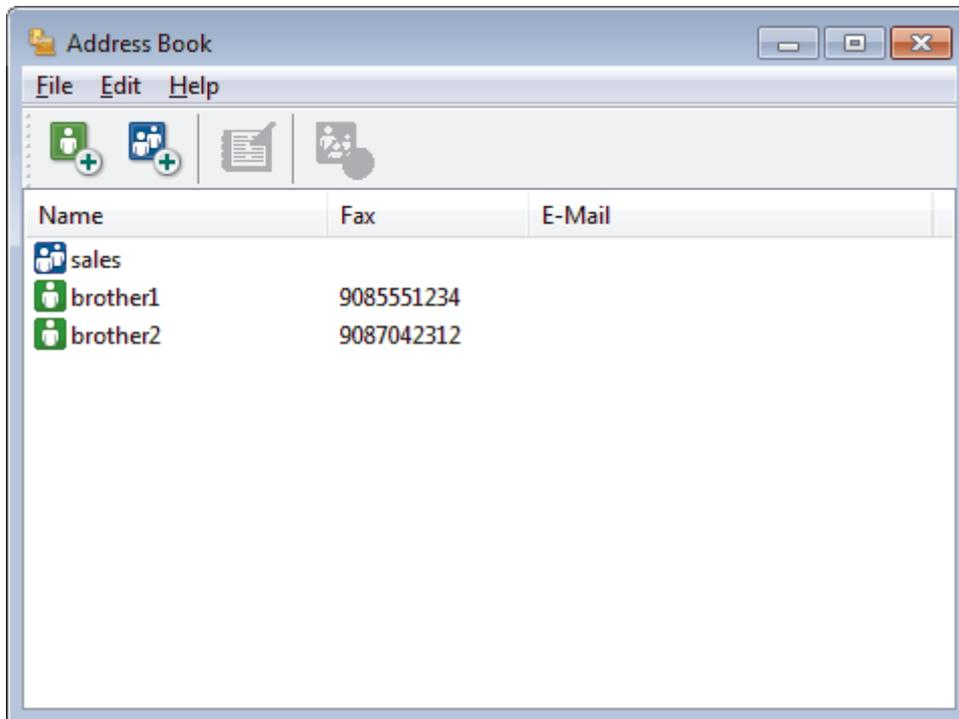 Address Book
File Edit Help
Name Fax E-Mail
sales
brother1 9085551234
brother2 9087042312